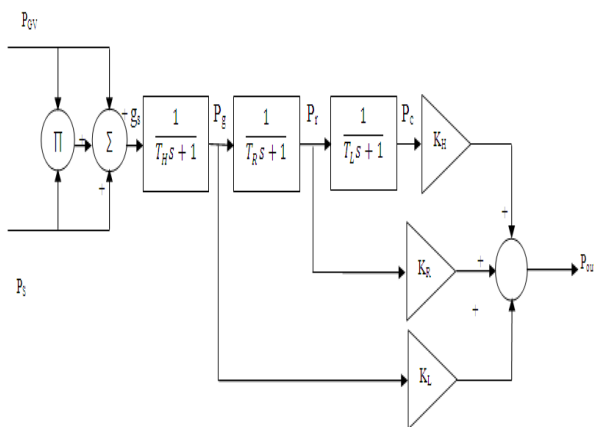 P_GV
Π
Σ
-
-
+
g_s
1
T_H s + 1
P_g
1
T_R s + 1
P_r
1
T_L s + 1
P_c
K_H
+
K_R
+
+
K_L
P_ou
P_S